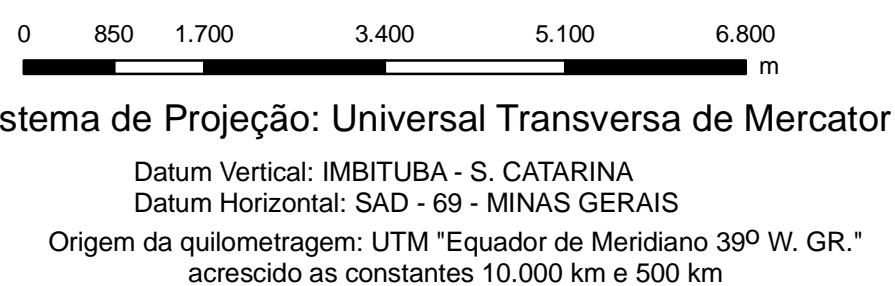 0 850 1.700 3.400 5.100 6.800
m
stema de Projeção: Universal Transversa de Mercator
Datum Vertical: IMBITUBA - S. CATARINA
Datum Horizontal: SAD - 69 - MINAS GERAIS
Origem da quilometragem: UTM "Equador de Meridiano 39º W. GR."
acrescido as constantes 10.000 km e 500 km